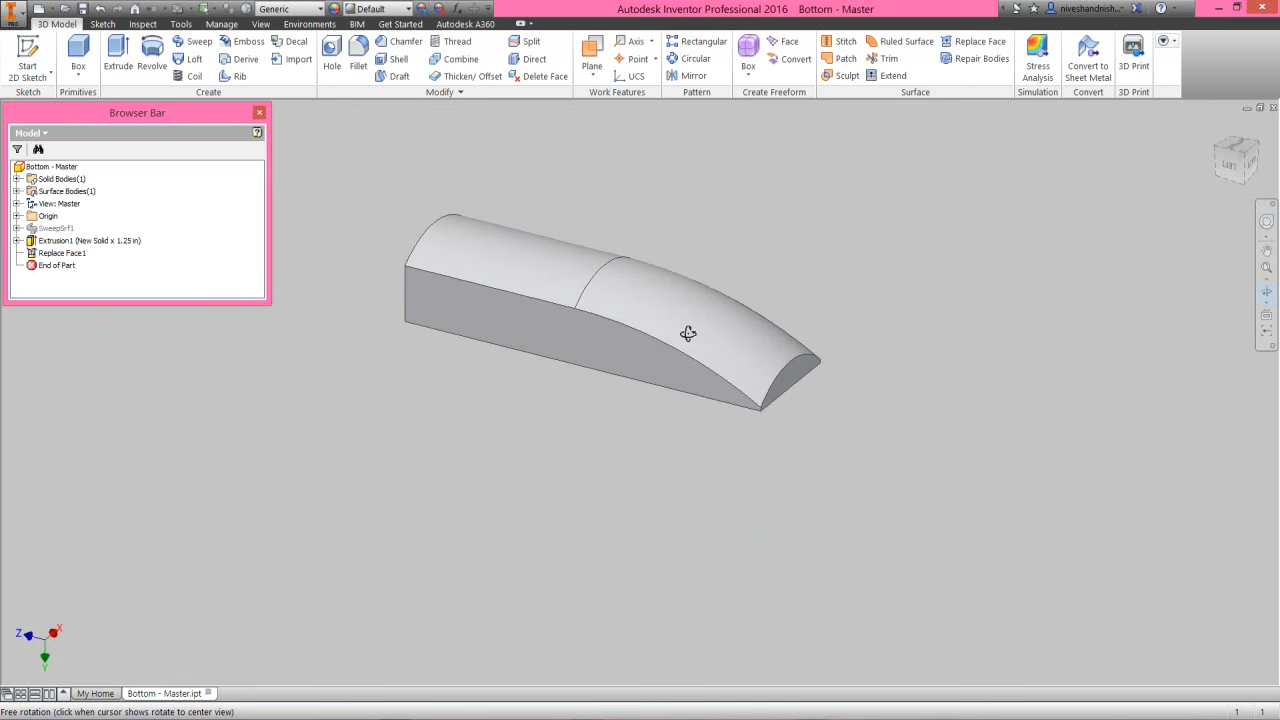 Generic
Default
Autodesk Inventor Professional 2016 Bottom - Master
niveshandnish...
PRO
3D Model Sketch Inspect Tools Manage View Environments BIM Get Started Autodesk A360
Start
2D Sketch
Box
Extrude
Revolve
Sweep
Loft
Coil
Emboss
Derive
Rib
Decal
Import
Hole
Fillet
Chamfer
Shell
Draft
Thread
Combine
Thicken/ Offset
Split
Direct
Delete Face
Plane
Axis
Point
UCS
Rectangular
Circular
Mirror
Box
Face
Convert
Stitch
Patch
Sculpt
Ruled Surface
Trim
Extend
Replace Face
Repair Bodies
Stress
Analysis
Convert to
Sheet Metal
3D Print
Sketch Primitives Create Modify Work Features Pattern Create Freeform Surface Simulation Convert 3D Print
Browser Bar
Model
Bottom - Master
Solid Bodies(1)
Surface Bodies(1)
View: Master
Origin
SweepSrf1
Extrusion1 (New Solid x 1.25 in)
Replace Face1
End of Part
Z
X
Y
My Home Bottom - Master.ipt
Free rotation (click when cursor shows rotate to center view)
1 1